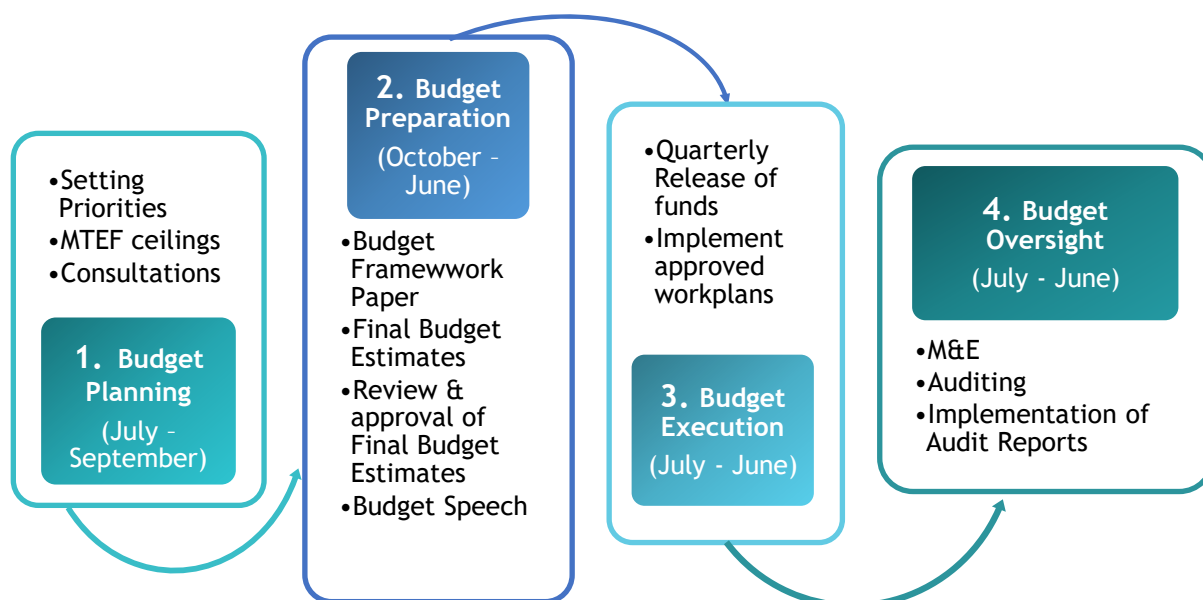 •Setting
Priorities
•MTEF ceilings
•Consultations
1. Budget
Planning
(July –
September)
2. Budget
Preparation
(October –
June)
•Budget
Framewwork
Paper
•Final Budget
Estimates
•Review &
approval of
Final Budget
Estimates
•Budget Speech
•Quarterly
Release of
funds
•Implement
approved
workplans
3. Budget
Execution
(July - June)
4. Budget
Oversight
(July - June)
•M&E
•Auditing
•Implementation of
Audit Reports